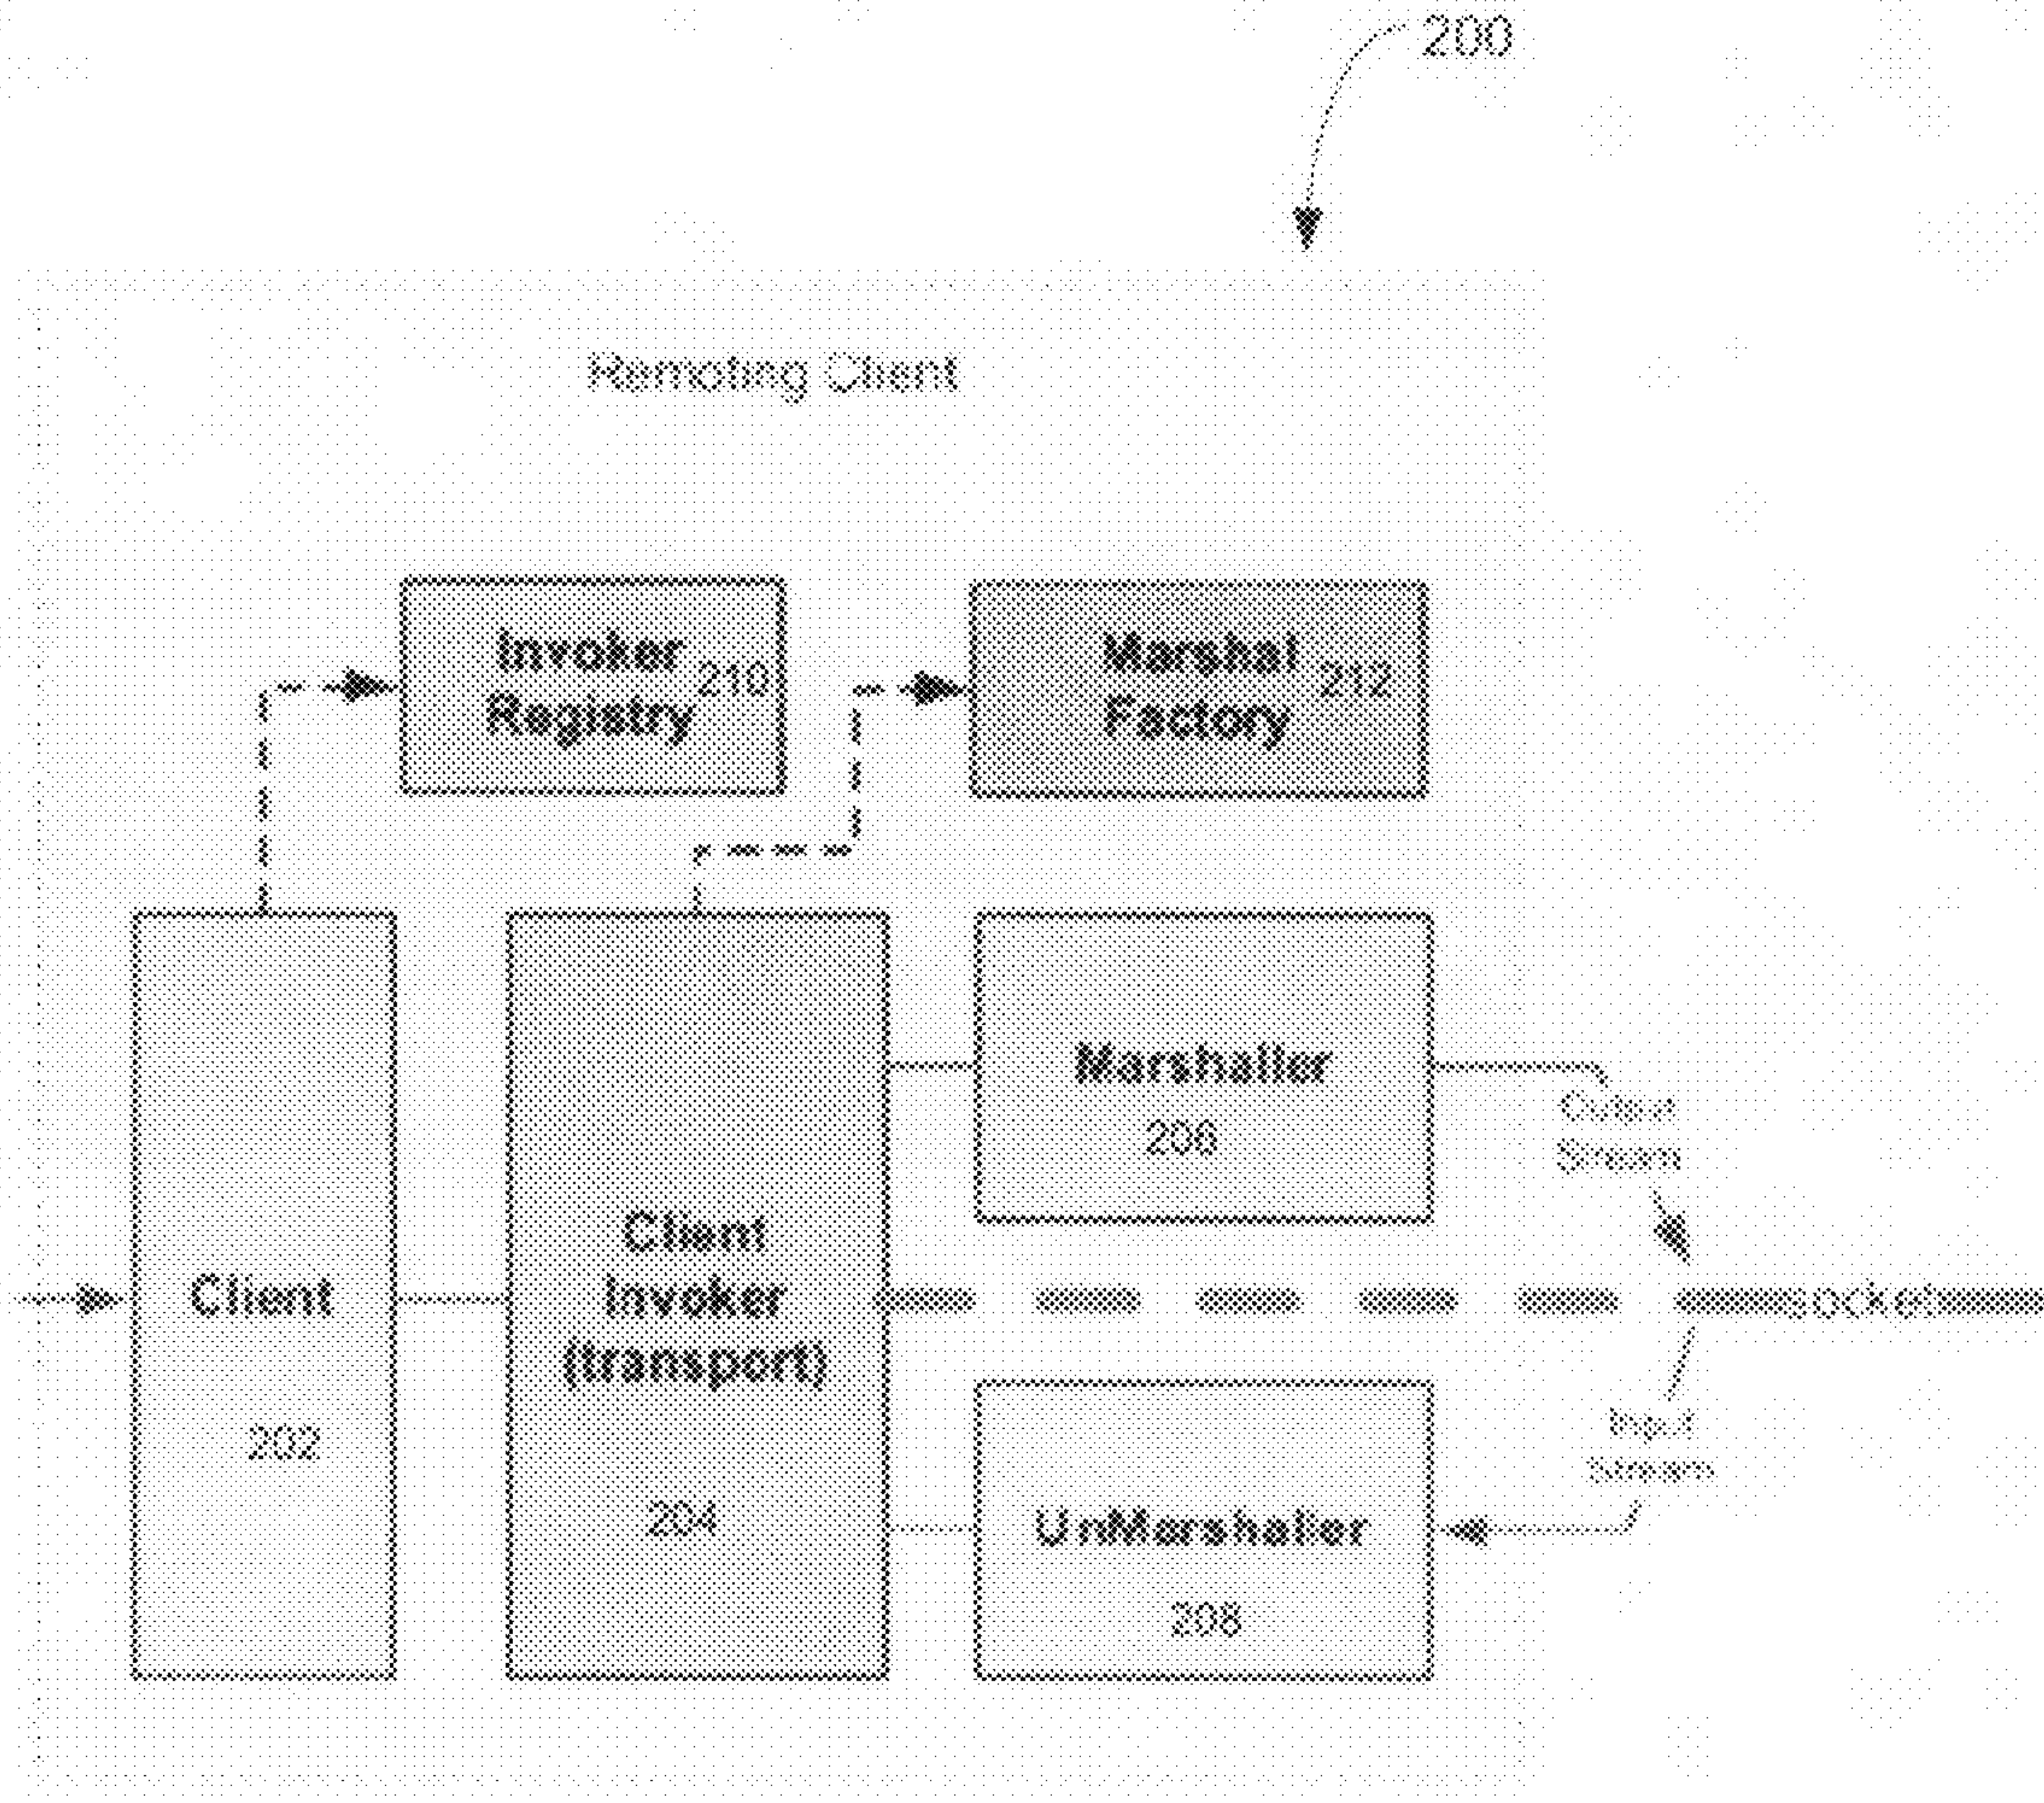 200
Remoting Client
Invoker
Registry
210
Marshal
Factory
212
Marshaller
206
Output
Stream
Client
Invoker
(transport)
204
Client
202
socket
Input
Stream
UnMarshaller
208